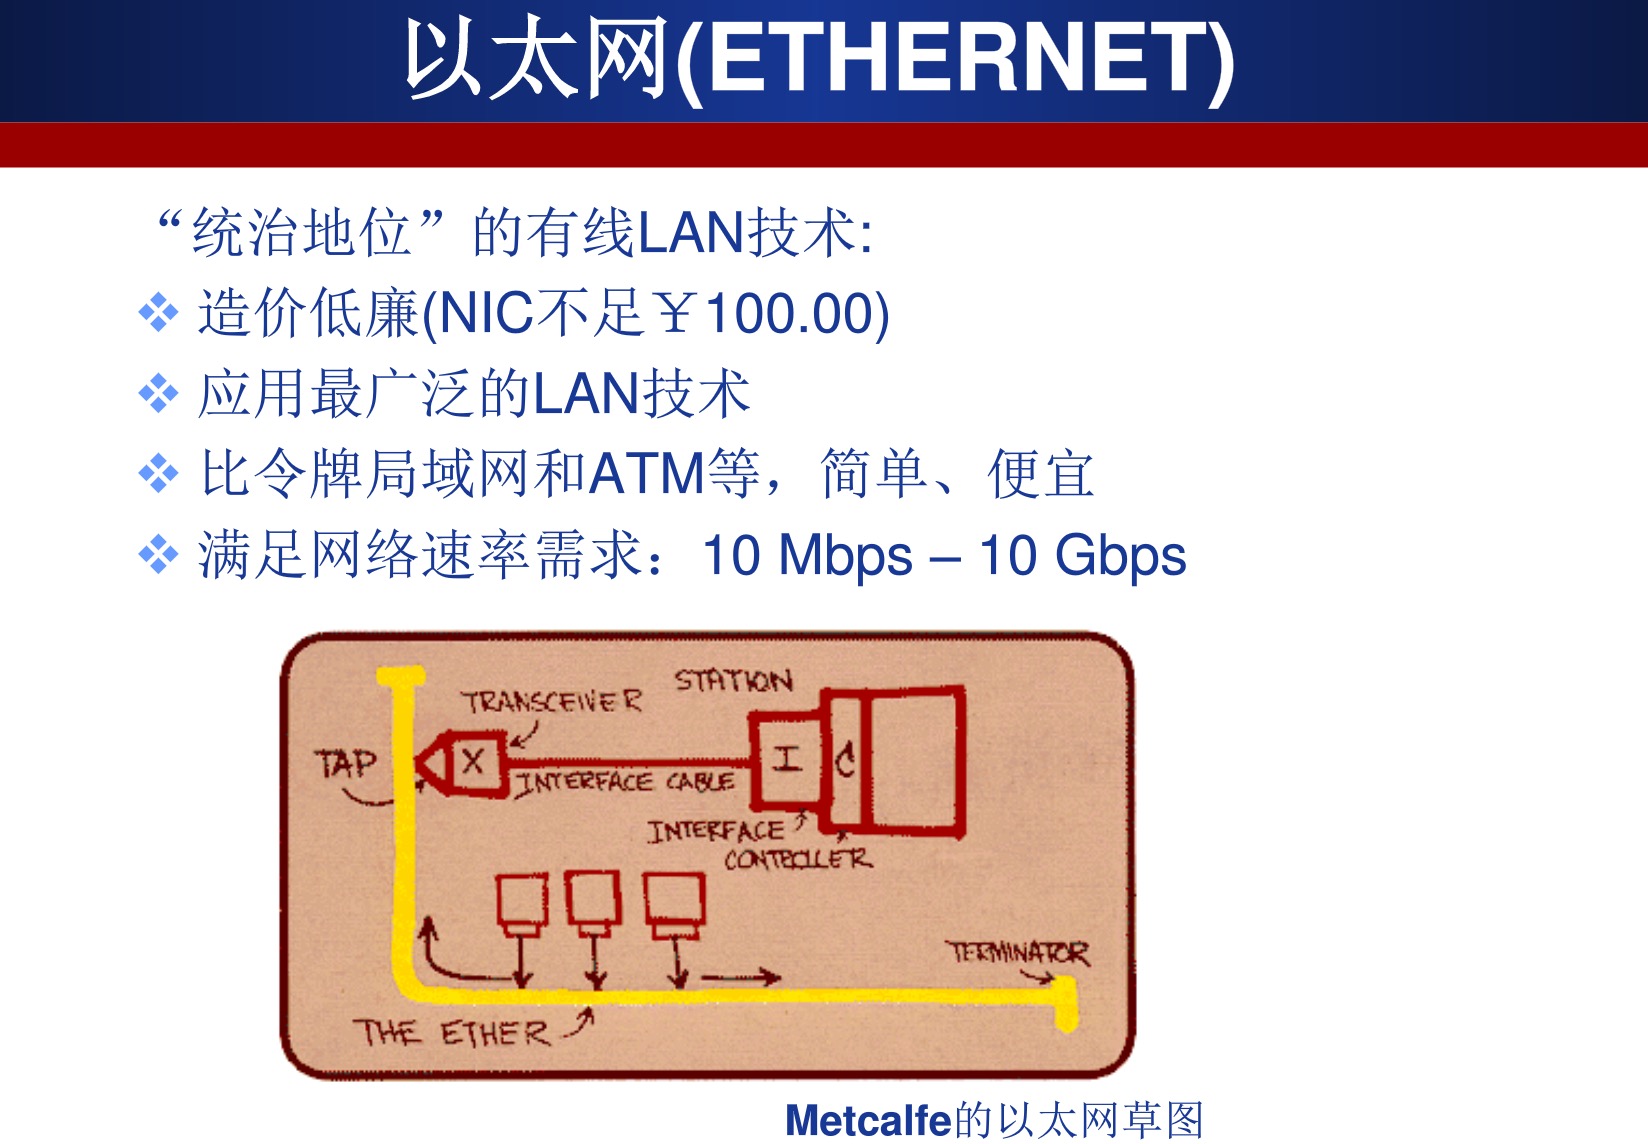 以太网(ETHERNET)
“统治地位”的有线LAN技术:
造价低廉(NIC不足￥100.00)
应用最广泛的LAN技术
比令牌局域网和ATM等，简单、便宜
满足网络速率需求：10 Mbps – 10 Gbps
STATION
TRANSCEIVER
TAP
X
I
C
INTERFACE CABLE
INTERFACE
CONTROLLER
TERMINATOR
THE ETHER
Metcalfe的以太网草图